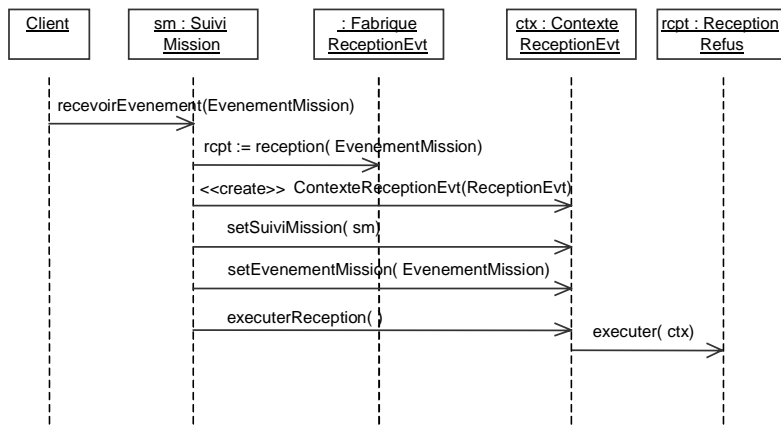 Client
sm : Suivi
Mission
: Fabrique
ReceptionEvt
ctx : Contexte
ReceptionEvt
rcpt : Reception
Refus
recevoirEvenement(EvenementMission)
rcpt := reception( EvenementMission)
<<create>> ContexteReceptionEvt(ReceptionEvt)
setSuiviMission( sm)
setEvenementMission( EvenementMission)
executerReception( )
executer( ctx)